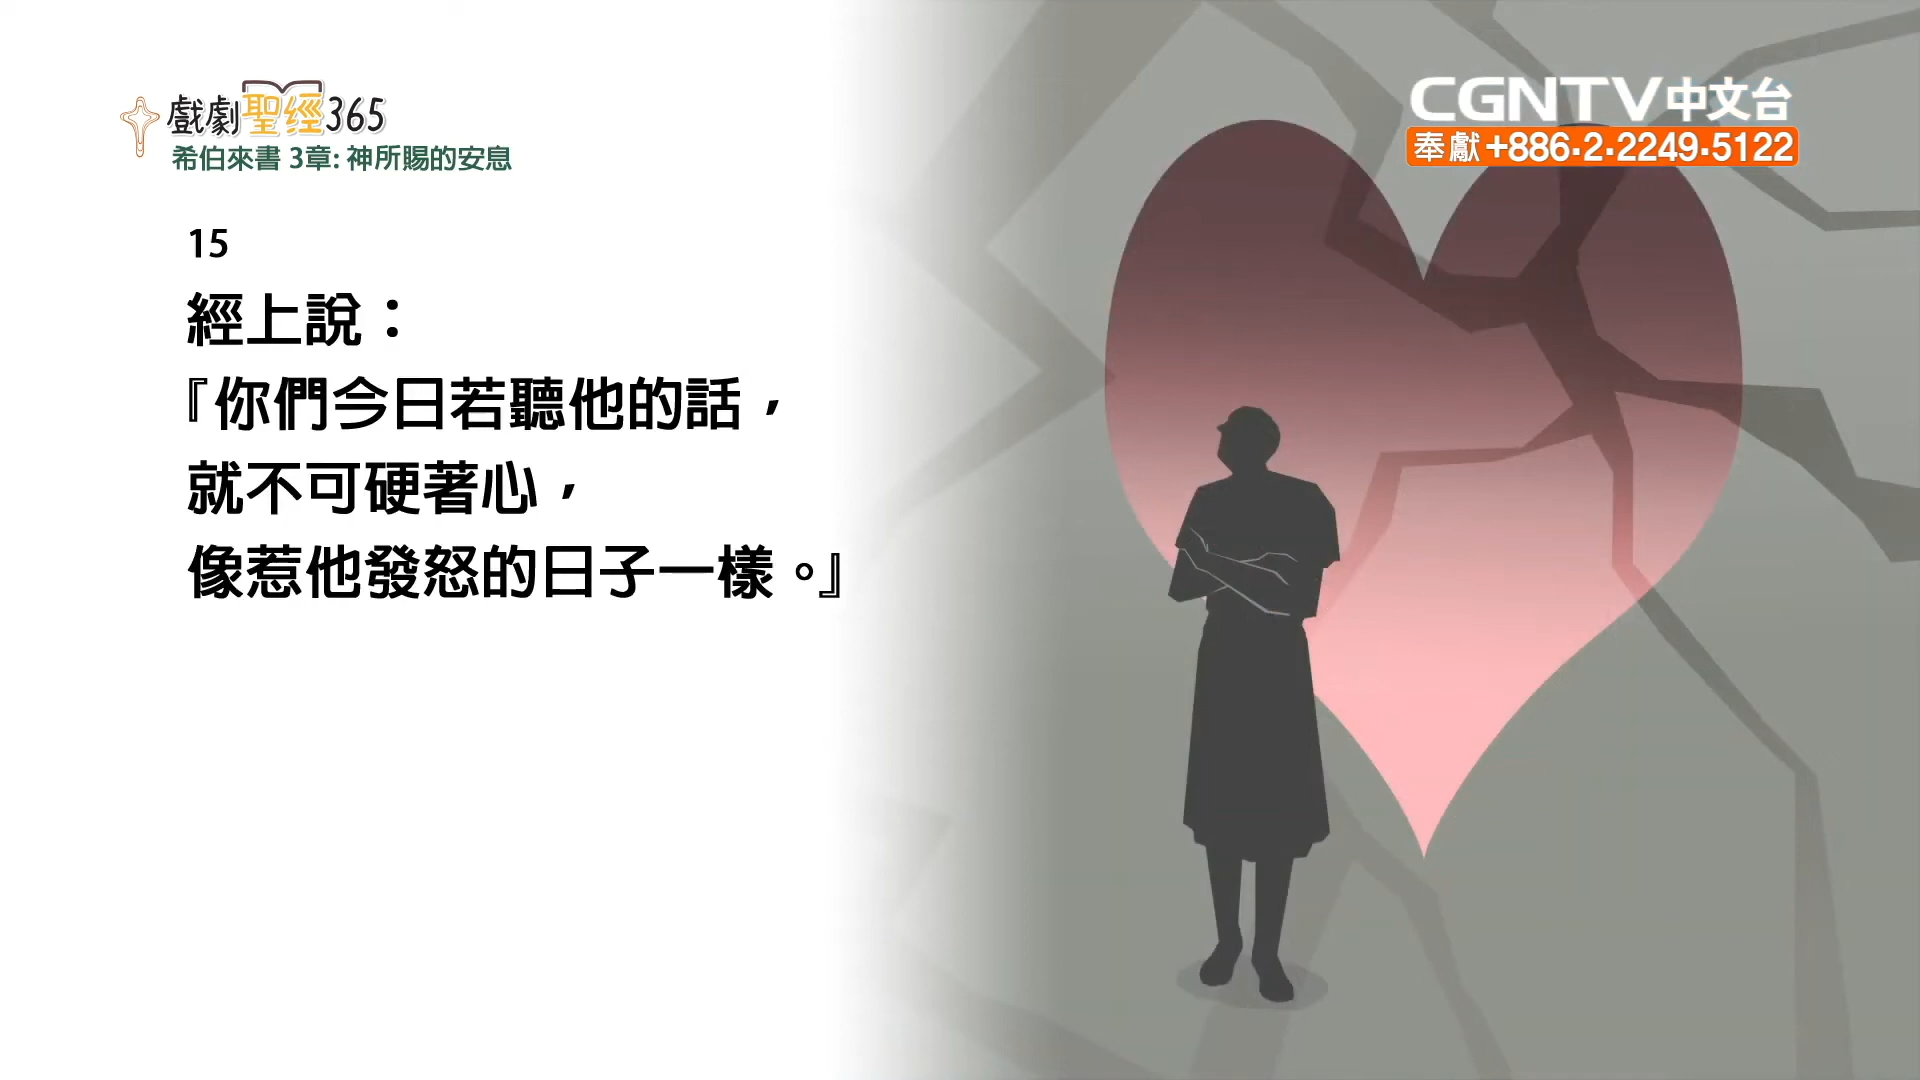 戲劇聖經365
希伯來書 3章: 神所賜的安息
CGNTV中文台
奉獻 +886·2·2249·5122
15
經上說：
『你們今日若聽他的話，
就不可硬著心，
像惹他發怒的日子一樣。』